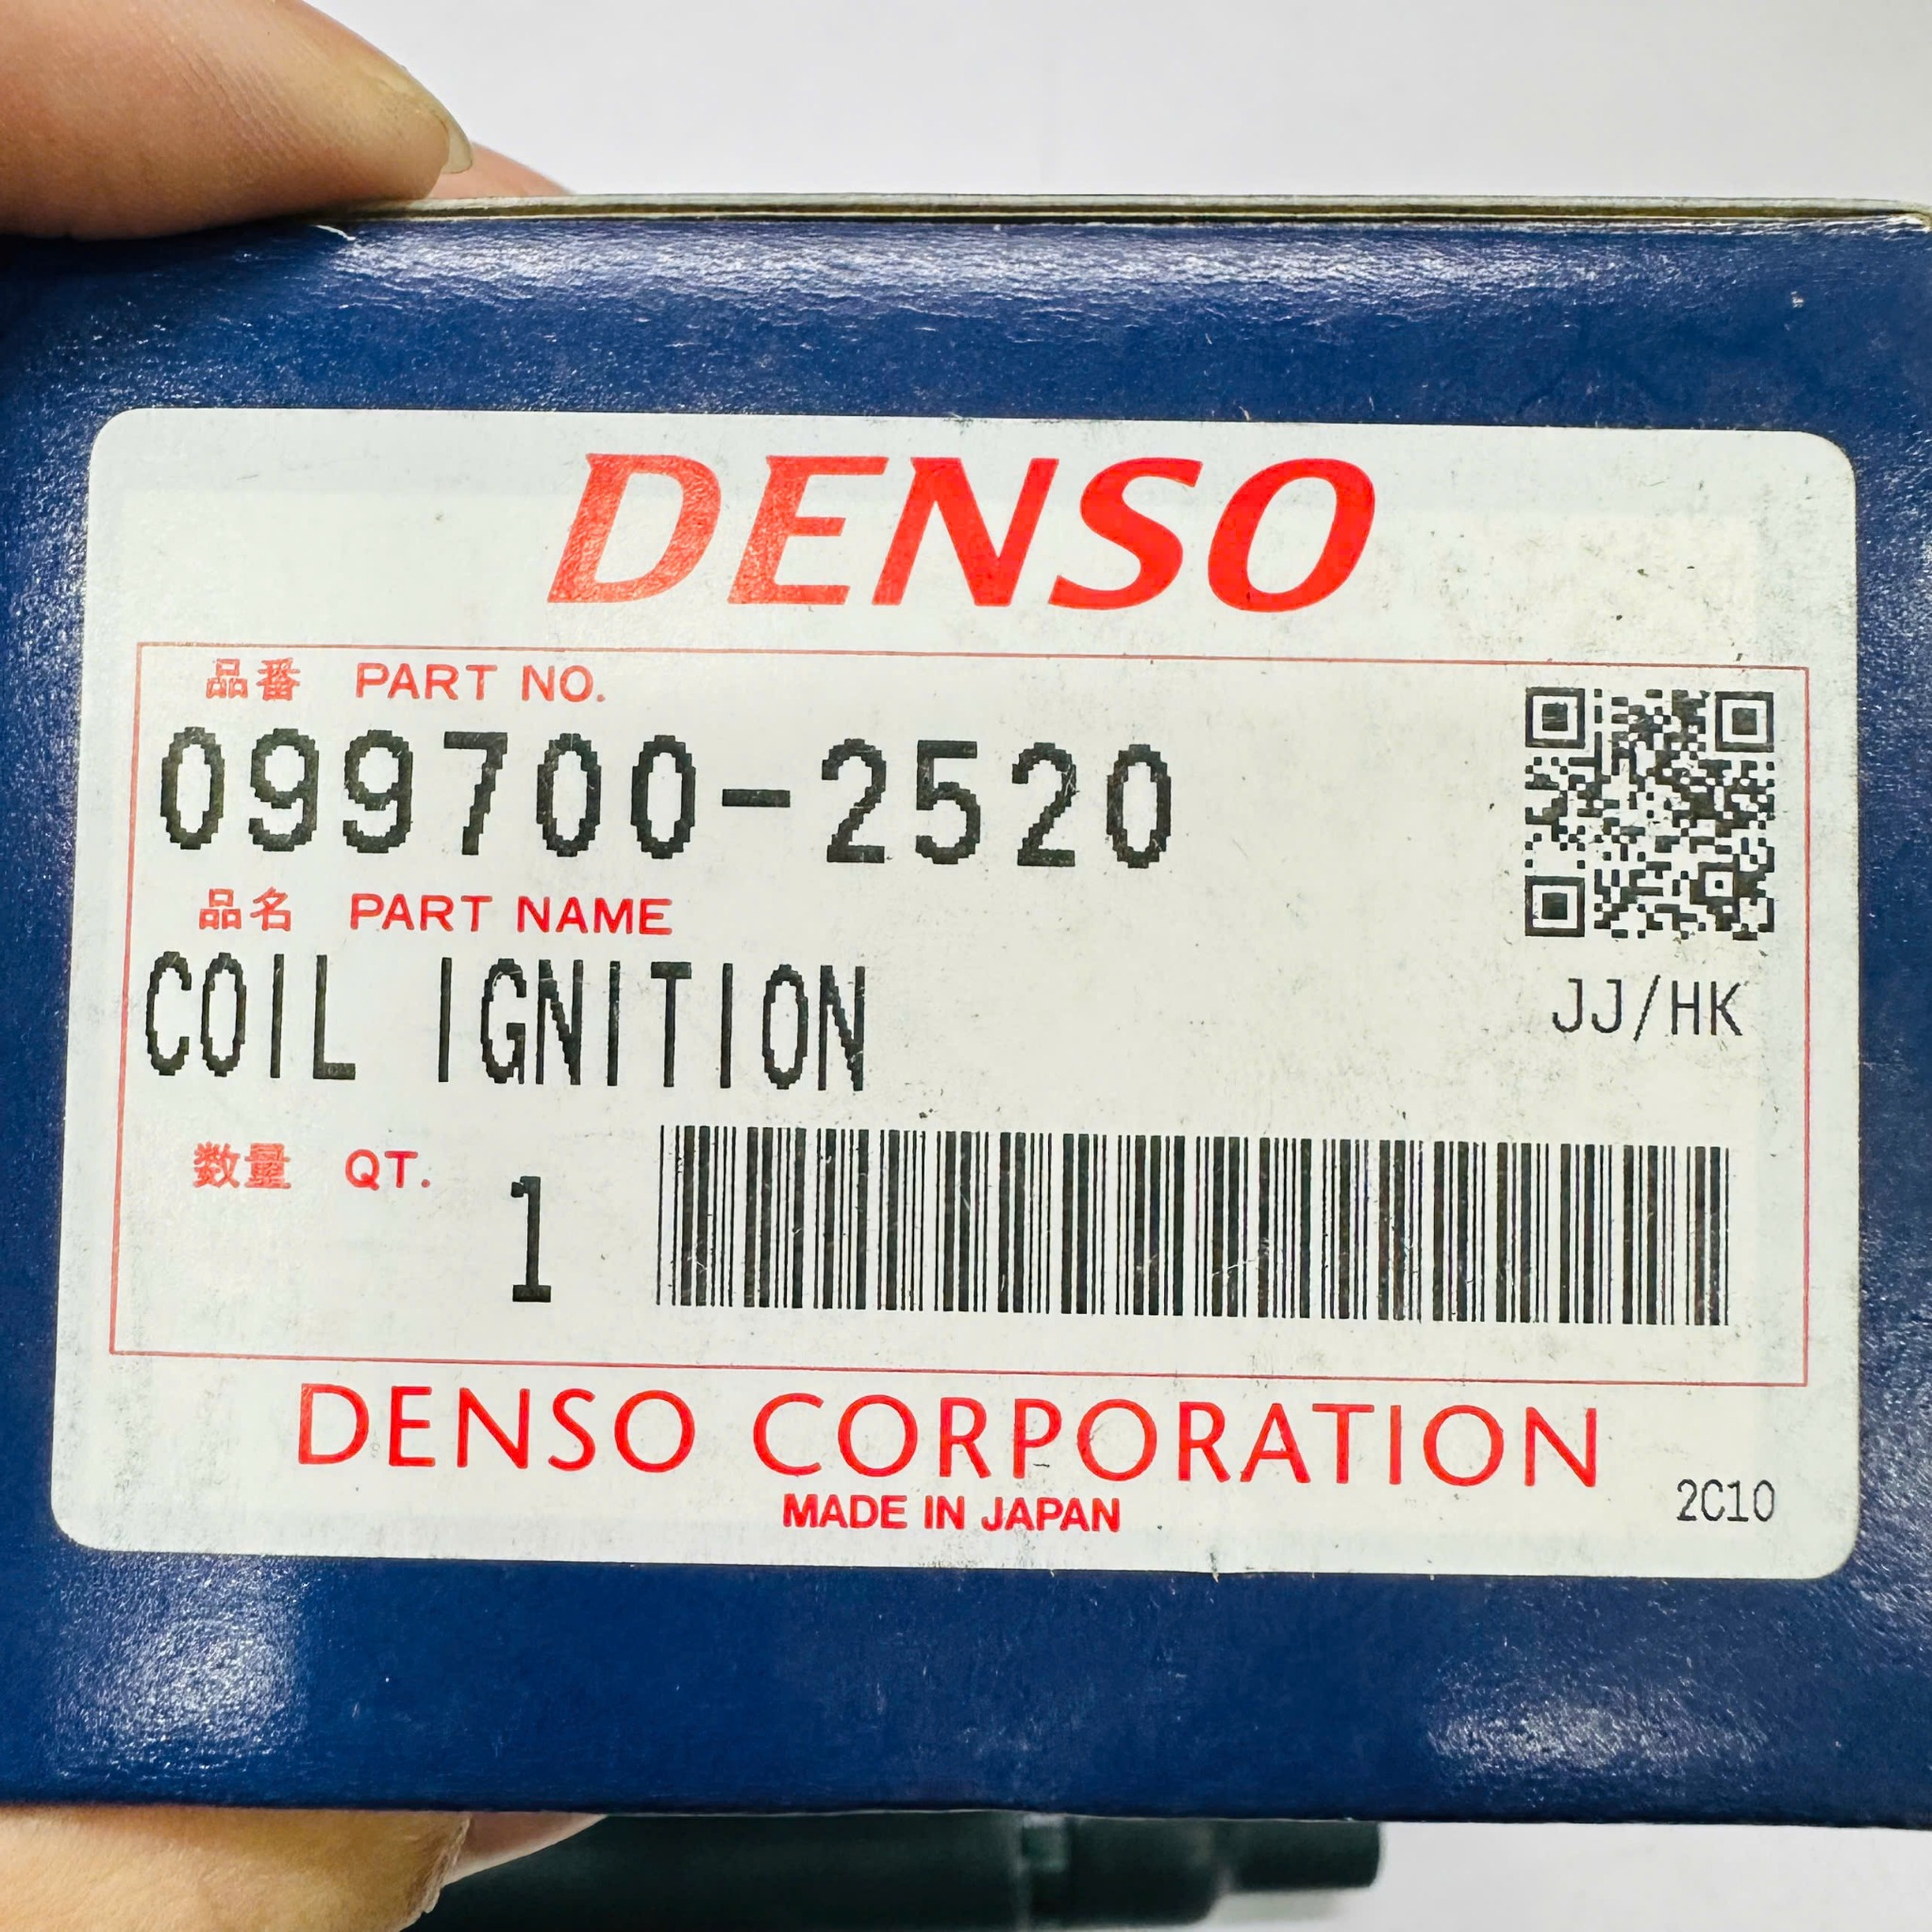 DENSO
品番 PART NO.
099700-2520
品名 PART NAME
COIL IGNITION
JJ/HK
数量 QT.
1
DENSO CORPORATION
MADE IN JAPAN
2C10